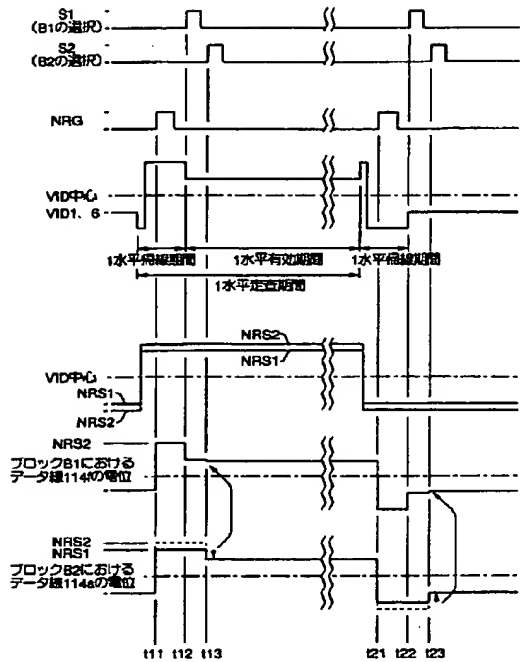 S1
(B1の選択)
S2
(B2の選択)
NRG
VID中心
VID1、6
1水平帰線期間
1水平有効期間
1水平帰線期間
1水平走査期間
NRS2
NRS1
VID中心
NRS1
NRS2
NRS2
ブロックB1における
データ線114fの電位
NRS2
NRS1
ブロックB2における
データ線114aの電位
t11 t12 t13 t21 t22 t23